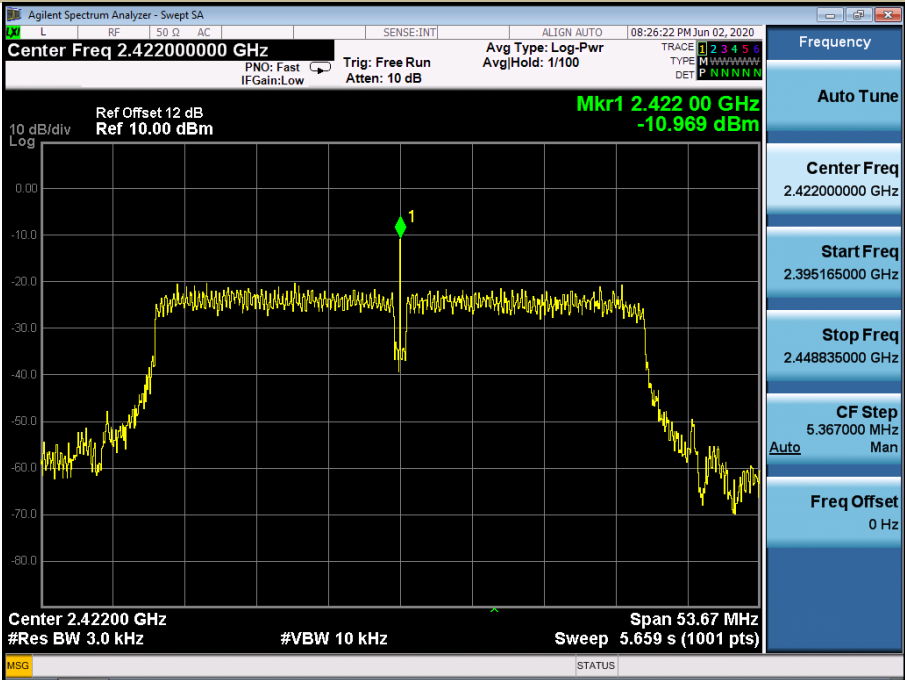 Agilent Spectrum Analyzer - Swept SA
LXI L RF 50 Ω AC SENSE:INT ALIGN AUTO 08:26:22 PM Jun 02, 2020
Center Freq 2.422000000 GHz
PNO: Fast
IFGain:Low
Trig: Free Run
Atten: 10 dB
Avg Type: Log-Pwr
Avg|Hold: 1/100
TRACE 1 2 3 4 5 6
TYPE M WWWWW
DET P N N N N N
Ref Offset 12 dB
10 dB/div Ref 10.00 dBm
Log
Mkr1 2.422 00 GHz
-10.969 dBm
0.00
1
-10.0
-20.0
-30.0
-40.0
-50.0
-60.0
-70.0
-80.0
Center 2.42200 GHz Span 53.67 MHz
#Res BW 3.0 kHz #VBW 10 kHz Sweep 5.659 s (1001 pts)
MSG STATUS
Frequency
Auto Tune
Center Freq
2.422000000 GHz
Start Freq
2.395165000 GHz
Stop Freq
2.448835000 GHz
CF Step
5.367000 MHz
Auto Man
Freq Offset
0 Hz